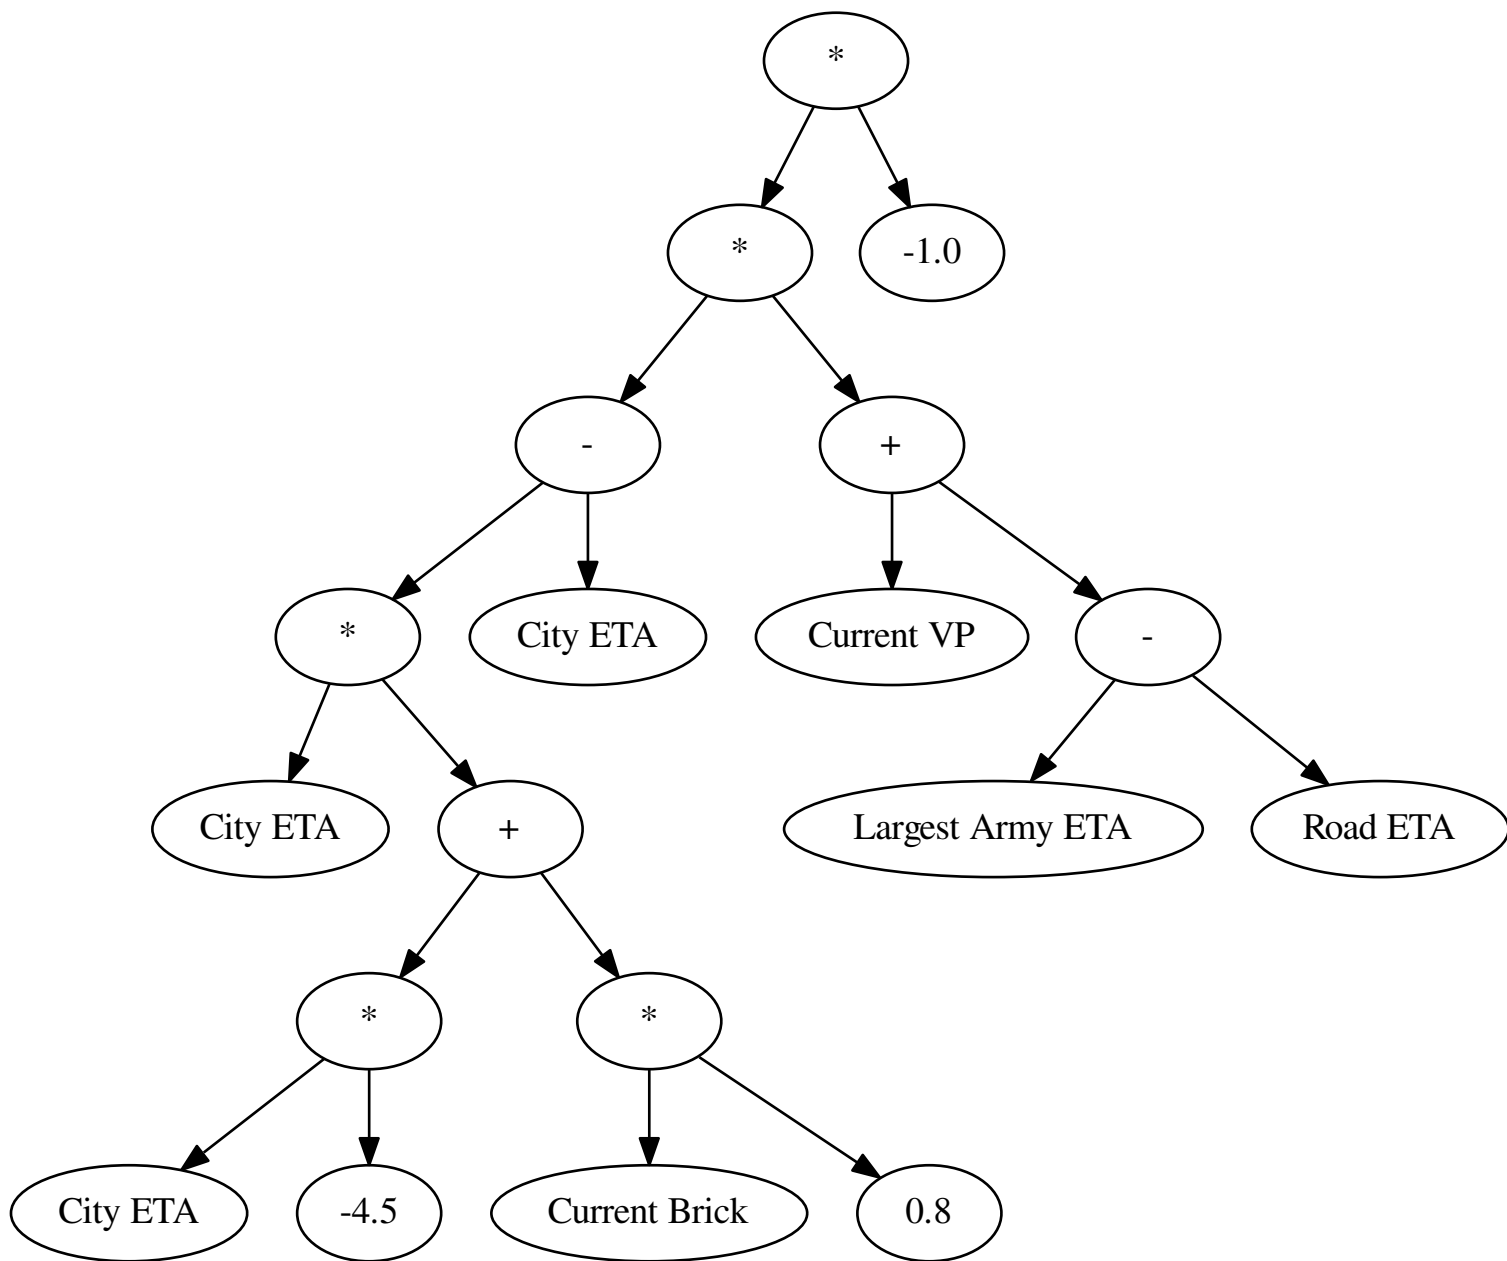 *
*
-1.0
-
+
*
City ETA
Current VP
-
City ETA
+
Largest Army ETA
Road ETA
*
*
City ETA
-4.5
Current Brick
0.8